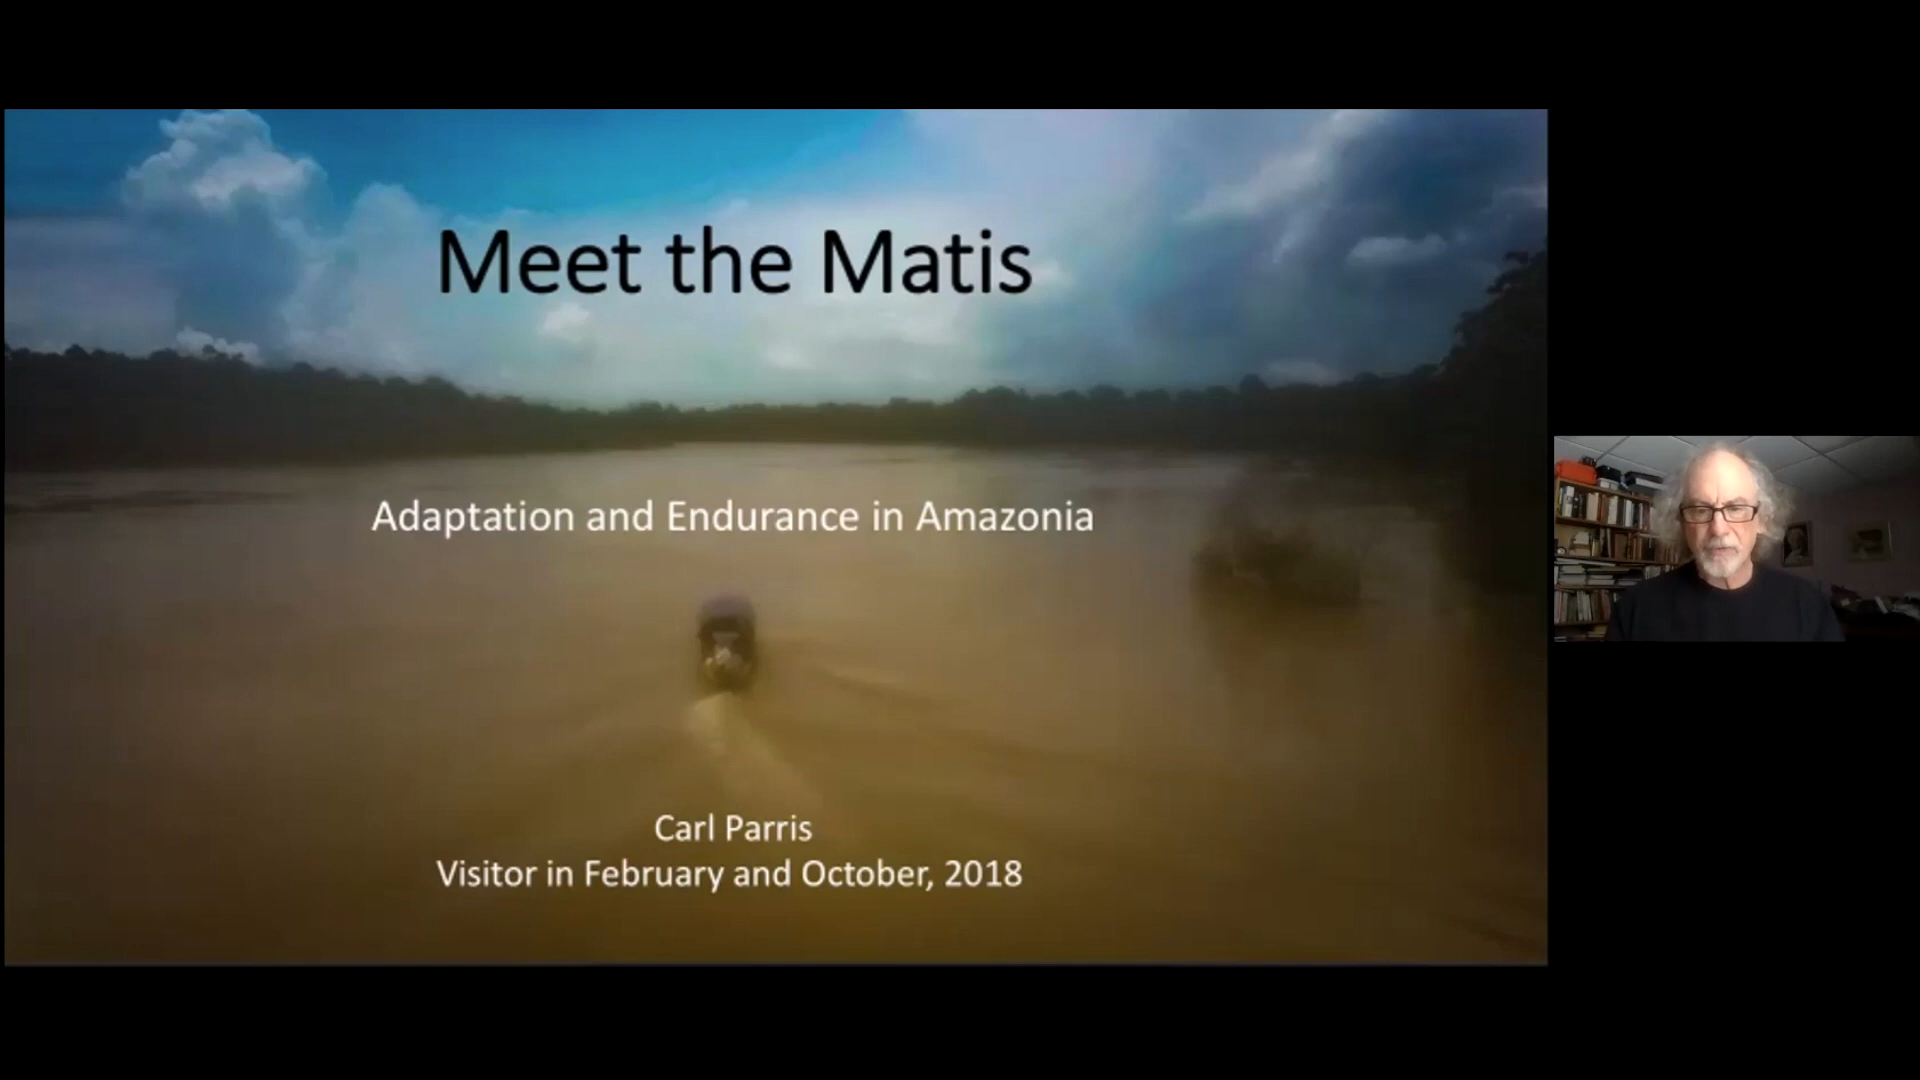 Meet the Matis
Adaptation and Endurance in Amazonia
Carl Parris
Visitor in February and October, 2018